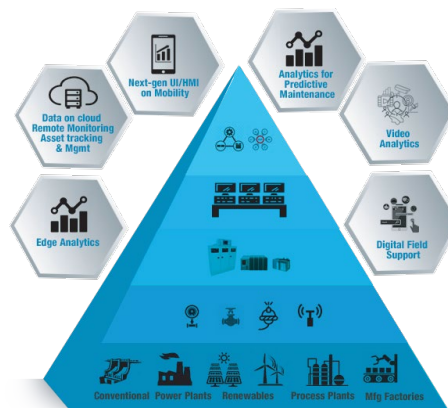 Next-gen UI/HMI
on Mobility
Analytics for
Predictive
Maintenance
Data on cloud
Remote Monitoring
Asset tracking
& Mgmt
Video
Analytics
Edge Analytics
Digital Field
Support
Conventional Power Plants Renewables Process Plants Mfg Factories